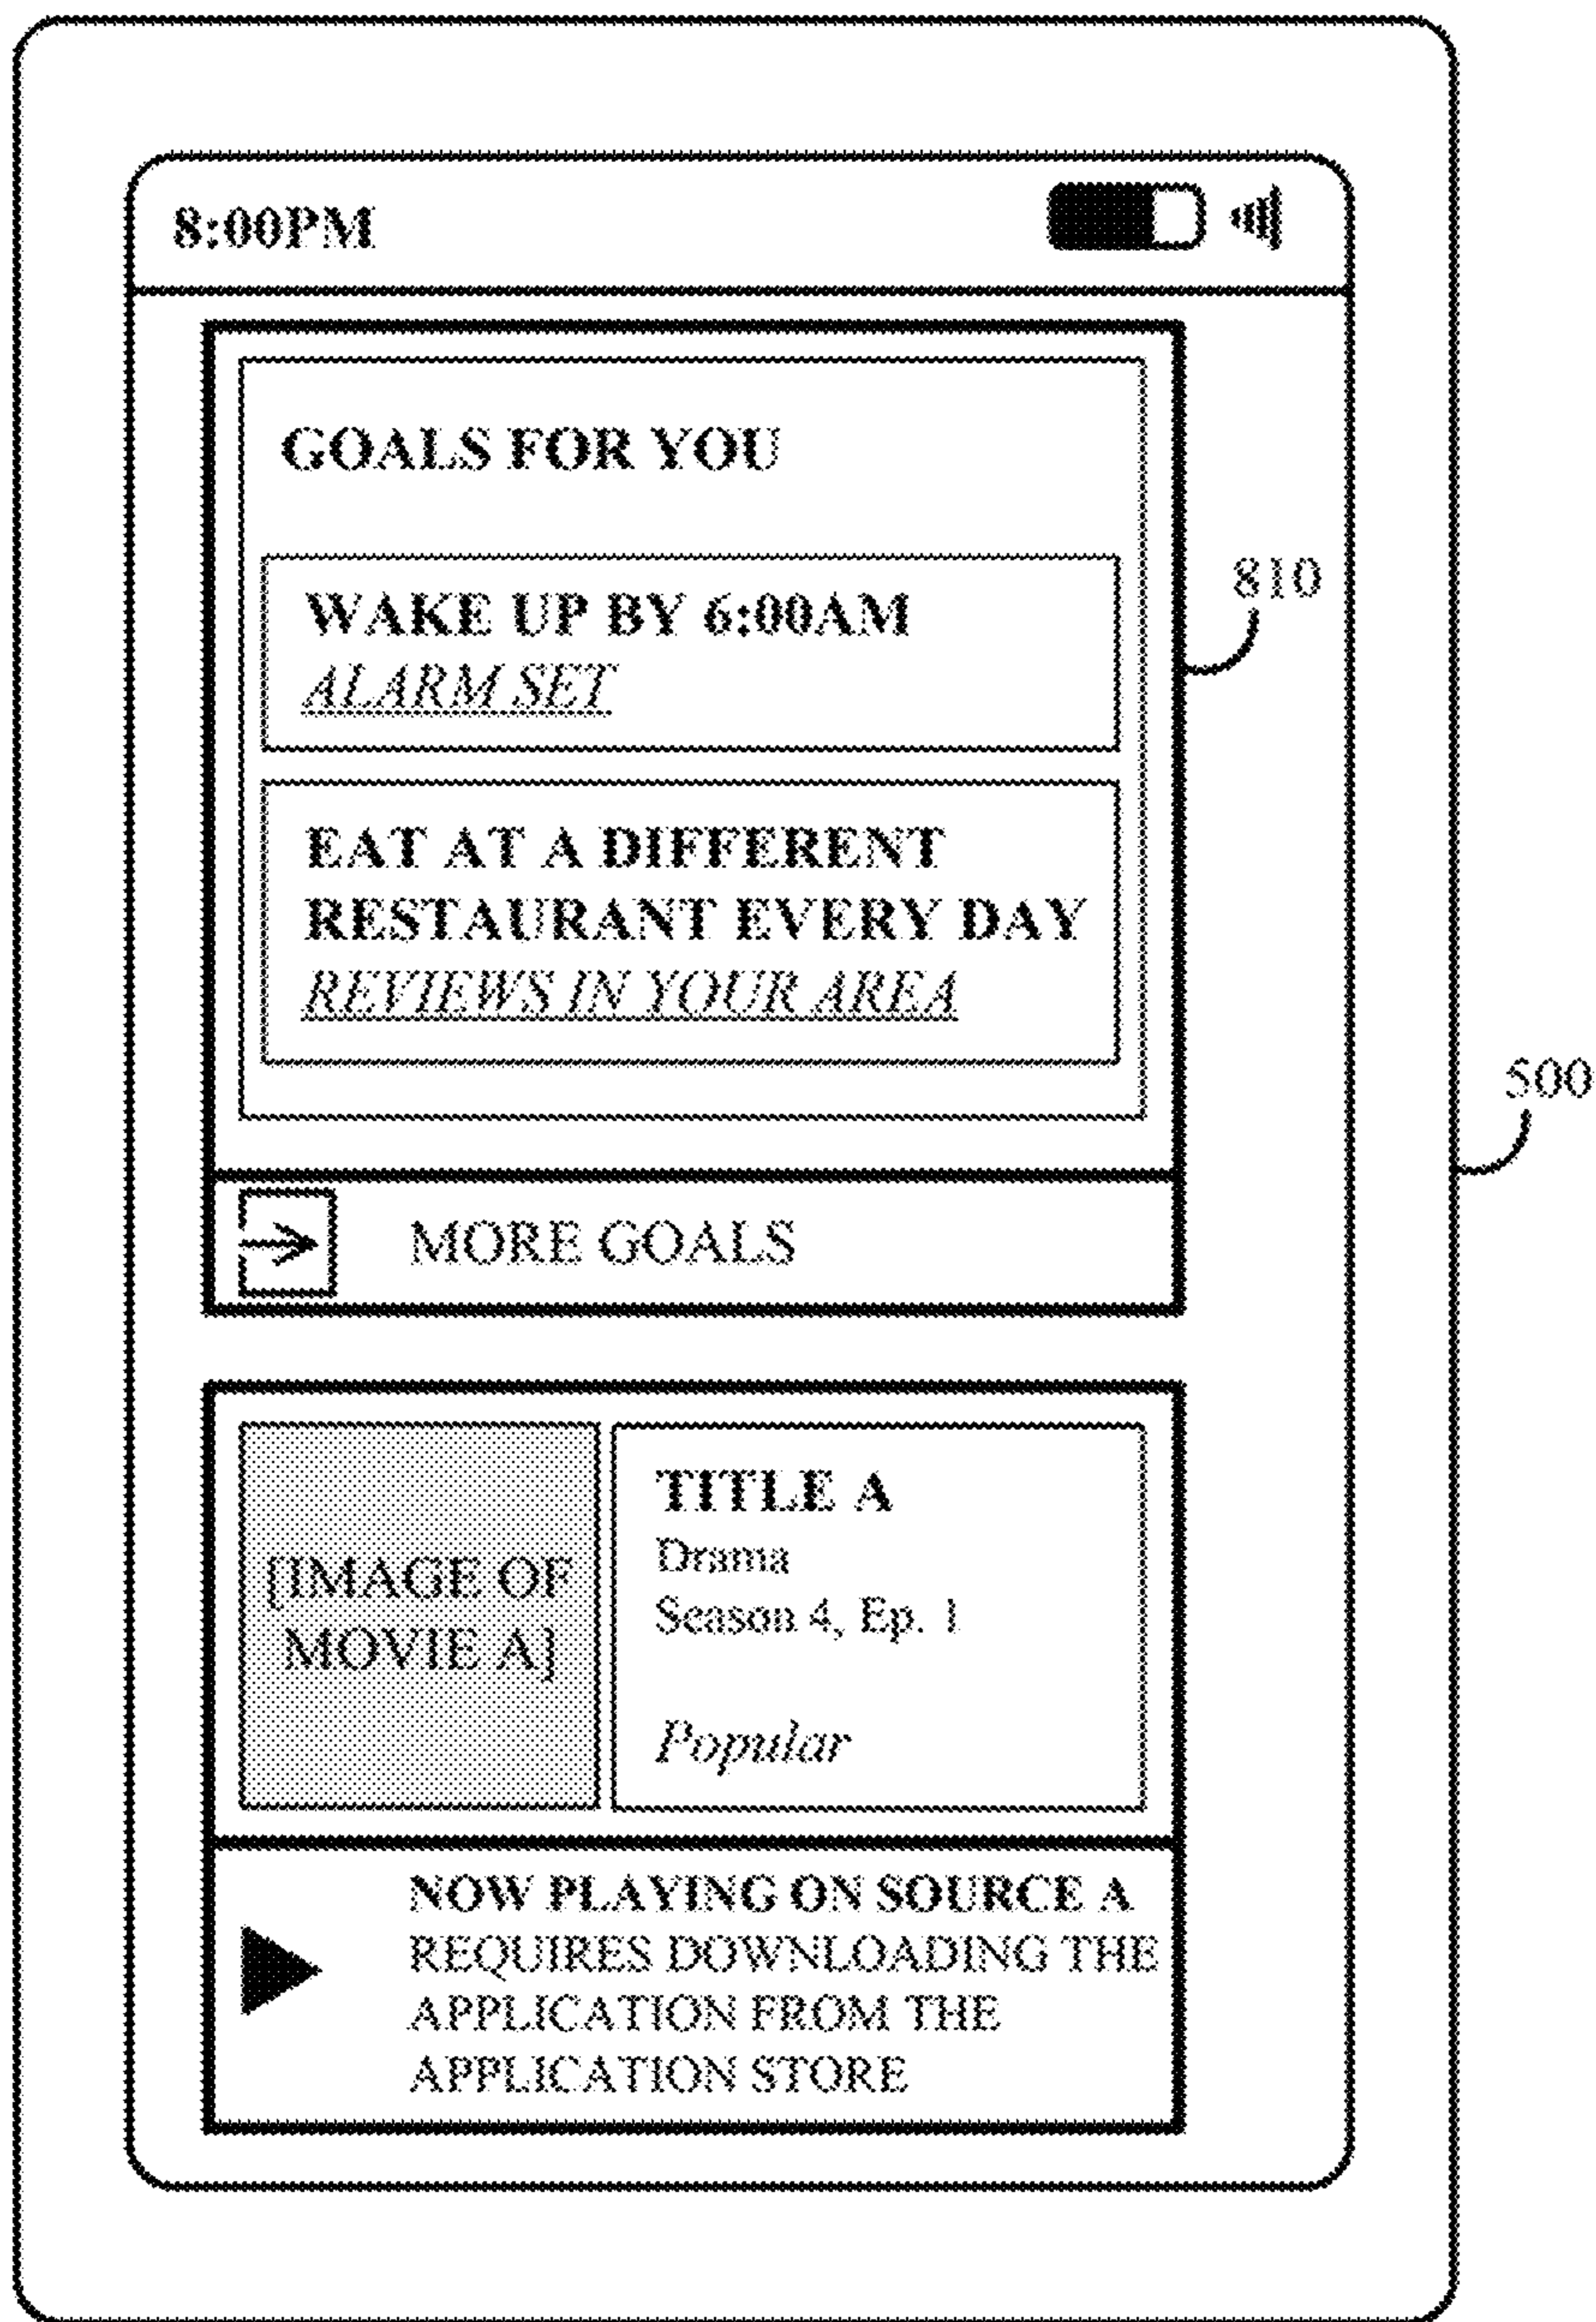 8:00PM
GOALS FOR YOU
WAKE UP BY 6:00AM
ALARM SET
810
EAT AT A DIFFERENT
RESTAURANT EVERY DAY
REVIEWS IN YOUR AREA
500
MORE GOALS
[IMAGE OF
MOVIE A]
TITLE A
Drama
Season 4, Ep. 1
Popular
NOW PLAYING ON SOURCE A
REQUIRES DOWNLOADING THE
APPLICATION FROM THE
APPLICATION STORE